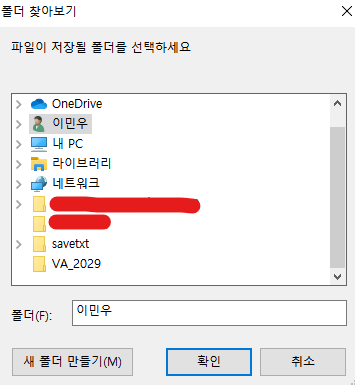 폴더 찾아보기
파일이 저장될 폴더를 선택하세요
OneDrive
이민우
내 PC
라이브러리
네트워크
savetxt
VA_2029
폴더(F):
이민우
새 폴더 만들기(M)
확인
취소